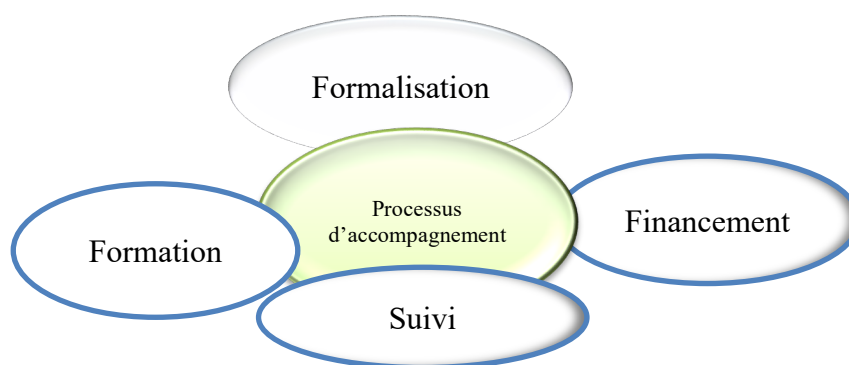 Formalisation
Processus
d’accompagnement
Financement
Formation
Suivi